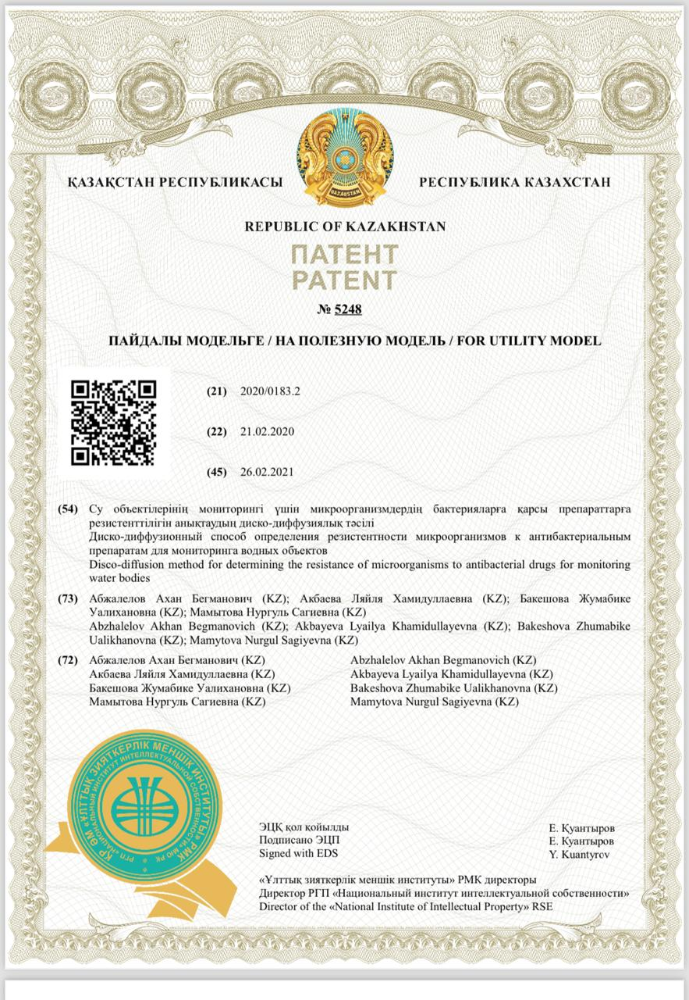 ҚАЗАҚСТАН РЕСПУБЛИКАСЫ
РЕСПУБЛИКА КАЗАХСТАН
QAZAQSTAN
REPUBLIC OF KAZAKHSTAN
ПАТЕНТ
PATENT
№ 5248
ПАЙДАЛЫ МОДЕЛЬГЕ / НА ПОЛЕЗНУЮ МОДЕЛЬ / FOR UTILITY MODEL
(21) 2020/0183.2
(22) 21.02.2020
(45) 26.02.2021
(54) Су объектілерінің мониторингі үшін микроорганизмдердің бактерияларға қарсы препараттарға
резистенттілігін анықтаудың диско-диффузиялық тәсілі
Диско-диффузионный способ определения резистентности микроорганизмов к антибактериальным
препаратам для мониторинга водных объектов
Disco-diffusion method for determining the resistance of microorganisms to antibacterial drugs for monitoring
water bodies
(73) Абжалелов Ахан Бегманович (KZ); Акбаева Ляйля Хамидуллаевна (KZ); Бакешова Жумабике
Уалихановна (KZ); Мамытова Нургуль Сагиевна (KZ)
Abzhalelov Akhan Begmanovich (KZ); Akbayeva Lyailya Khamidullayevna (KZ); Bakeshova Zhumabike
Ualikhanovna (KZ); Mamytova Nurgul Sagiyevna (KZ)
(72) Абжалелов Ахан Бегманович (KZ) Abzhalelov Akhan Begmanovich (KZ)
Акбаева Ляйля Хамидуллаевна (KZ) Akbayeva Lyailya Khamidullayevna (KZ)
Бакешова Жумабике Уалихановна (KZ) Bakeshova Zhumabike Ualikhanovna (KZ)
Мамытова Нургуль Сагиевна (KZ) Mamytova Nurgul Sagiyevna (KZ)
ҚР ӘМ «ҰЛТТЫҚ ЗИЯТКЕРЛІК МЕНШІК ИНСТИТУТЫ» РМК
РГП «НАЦИОНАЛЬНЫЙ ИНСТИТУТ ИНТЕЛЛЕКТУАЛЬНОЙ СОБСТВЕННОСТИ» МЮ РК
ЭЦҚ қол қойылды Е. Қуантыров
Подписано ЭЦП Е. Куантыров
Signed with EDS Y. Kuantyrov
«Ұлттық зияткерлік меншік институты» РМК директоры
Директор РГП «Национальный институт интеллектуальной собственности»
Director of the «National Institute of Intellectual Property» RSE